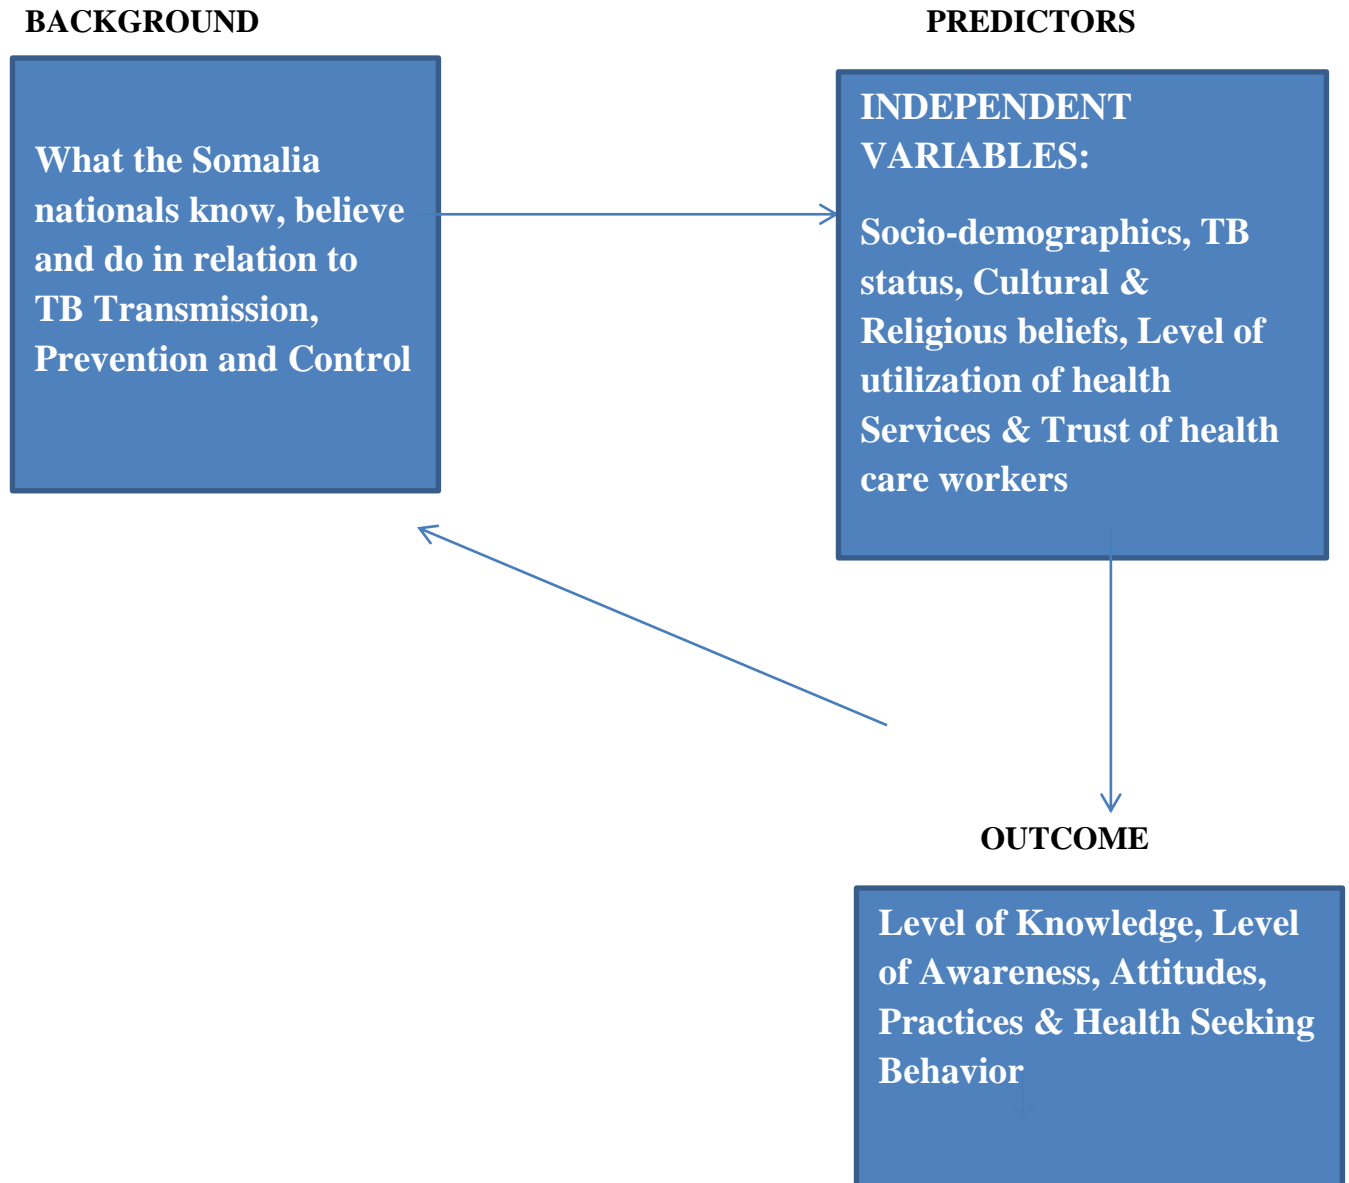 BACKGROUND
What the Somalia
nationals know, believe
and do in relation to
TB Transmission,
Prevention and Control
PREDICTORS
INDEPENDENT
VARIABLES:
Socio-demographics, TB
status, Cultural &
Religious beliefs, Level of
utilization of health
Services & Trust of health
care workers
OUTCOME
Level of Knowledge, Level
of Awareness, Attitudes,
Practices & Health Seeking
Behavior